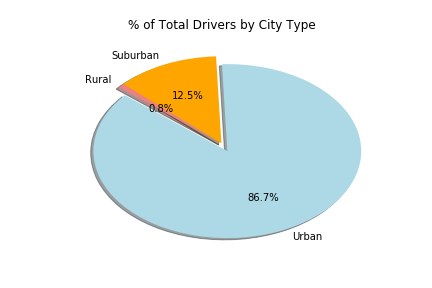 % of Total Drivers by City Type
Suburban
Rural
12.5%
0.8%
86.7%
Urban